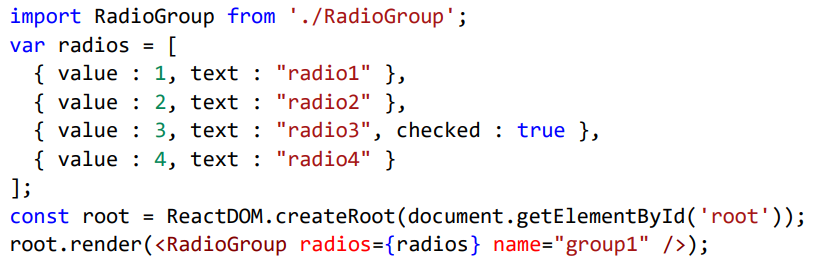 import RadioGroup from './RadioGroup';
var radios = [
  { value : 1, text : "radio1" },
  { value : 2, text : "radio2" },
  { value : 3, text : "radio3", checked : true },
  { value : 4, text : "radio4" }
];
const root = ReactDOM.createRoot(document.getElementById('root'));
root.render(<RadioGroup radios={radios} name="group1" />);